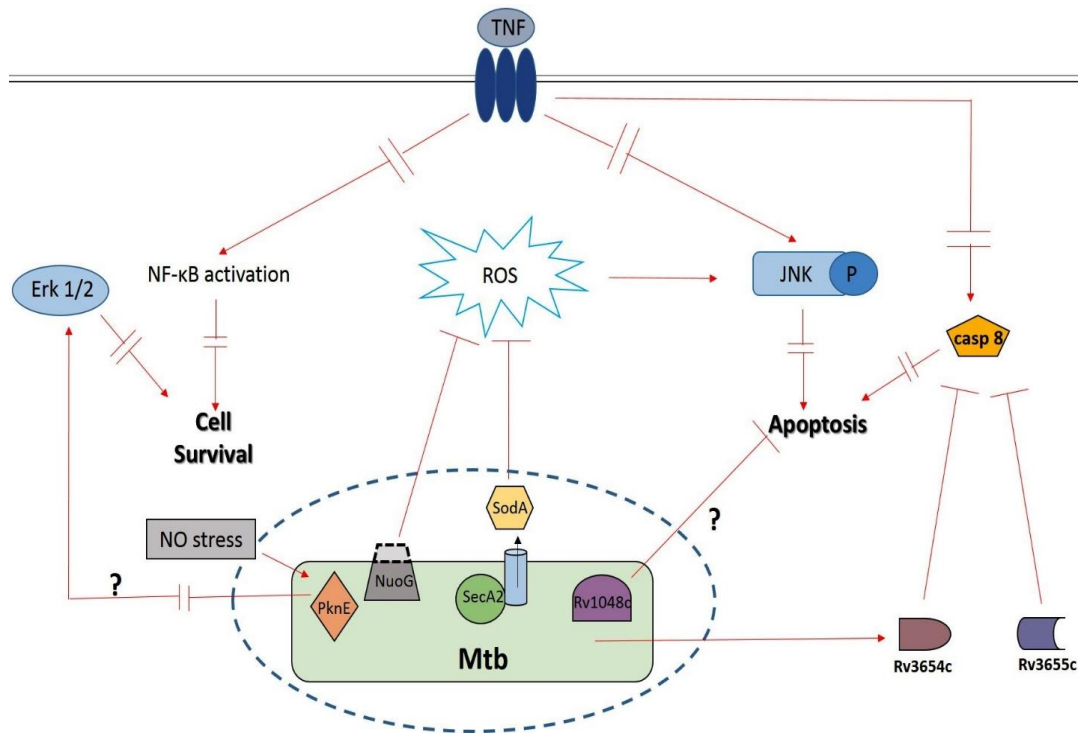 TNF
NF-κB activation
ROS
JNK
P
Erk 1/2
casp 8
Cell
Survival
Apoptosis
SodA
?
NO stress
?
NuoG
PknE
SecA2
Rv1048c
Mtb
Rv3654c
Rv3655c